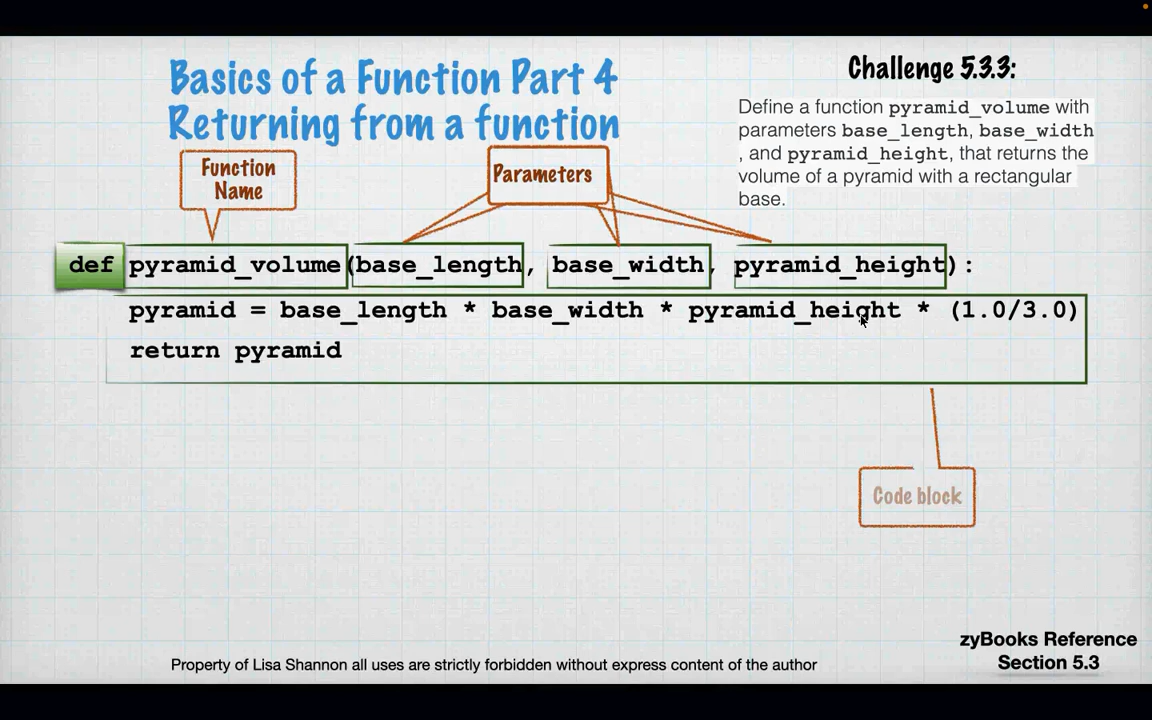 Basics of a Function Part 4
Returning from a function
Challenge 5.3.3:
Define a function pyramid_volume with
parameters base_length, base_width
, and pyramid_height, that returns the
volume of a pyramid with a rectangular
base.
Function
Name
Parameters
def pyramid_volume(base_length, base_width, pyramid_height):
pyramid = base_length * base_width * pyramid_height * (1.0/3.0)
return pyramid
Code block
zyBooks Reference
Section 5.3
Property of Lisa Shannon all uses are strictly forbidden without express content of the author